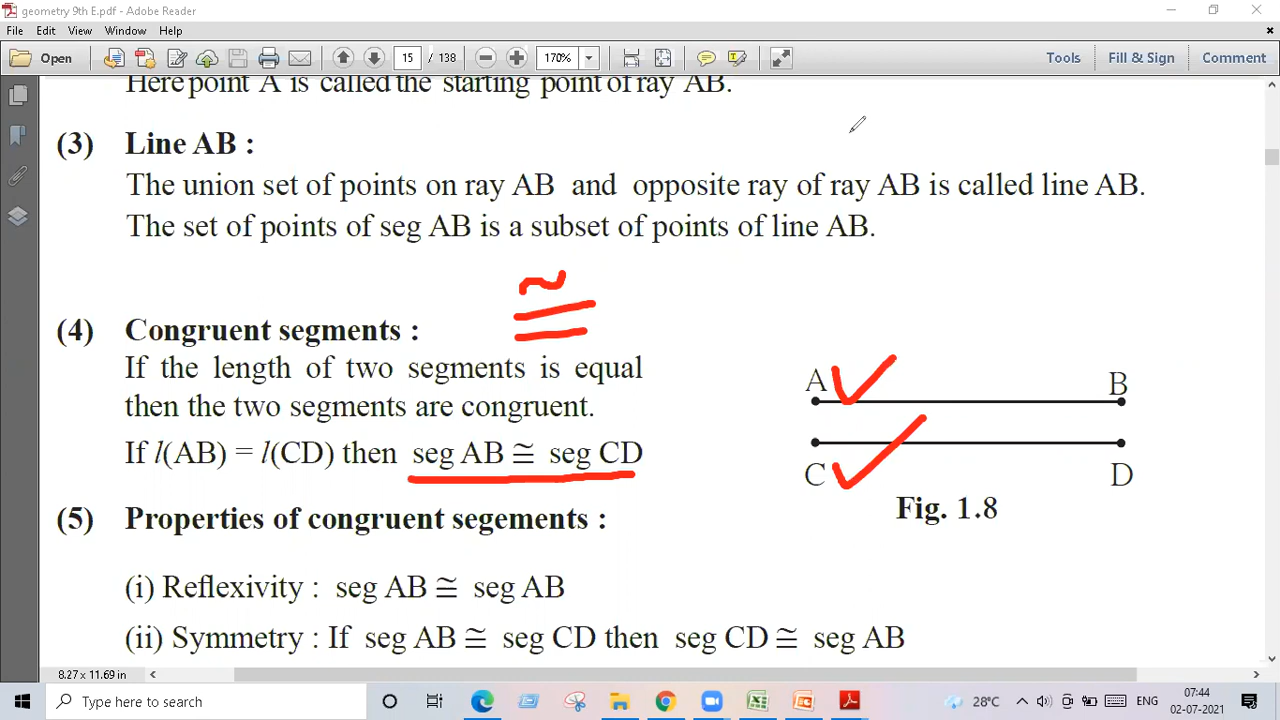 geometry 9th E.pdf - Adobe Reader
File Edit View Window Help
Open 15 / 138 170% Tools Fill & Sign Comment
Here point A is called the starting point of ray AB.
(3) Line AB :
The union set of points on ray AB and opposite ray of ray AB is called line AB.
The set of points of seg AB is a subset of points of line AB.
≅
(4) Congruent segments :
If the length of two segments is equal
then the two segments are congruent.
If l(AB) = l(CD) then seg AB ≅ seg CD
A B
C D
Fig. 1.8
(5) Properties of congruent segements :
(i) Reflexivity : seg AB ≅ seg AB
(ii) Symmetry : If seg AB ≅ seg CD then seg CD ≅ seg AB
8.27 x 11.69 in
Type here to search
28°C ENG 07:44
02-07-2021